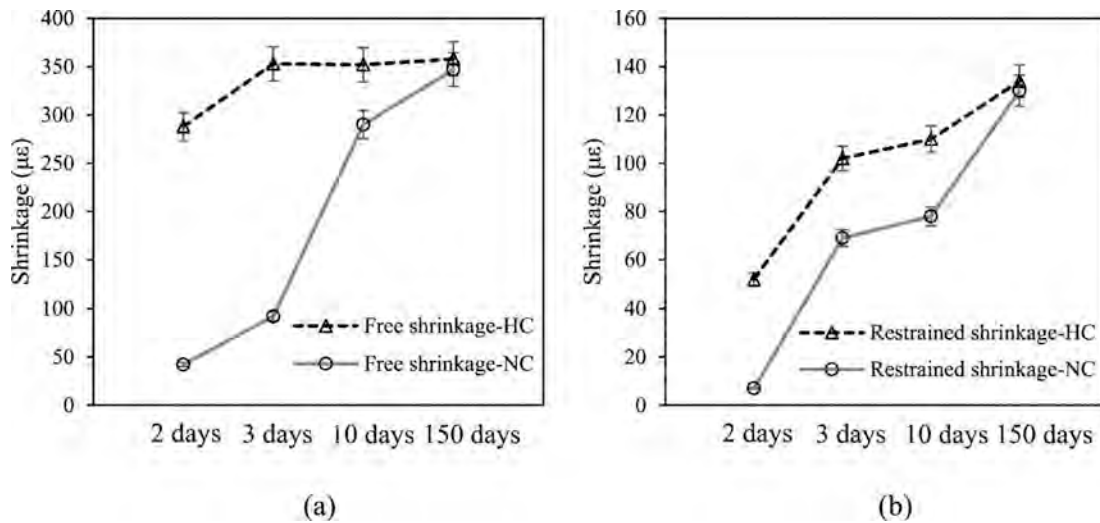 400
350
300
250
200
150
100
50
0
Shrinkage (με)
Free shrinkage-HC
Free shrinkage-NC
2 days 3 days 10 days 150 days
(a)
160
140
120
100
80
60
40
20
0
Shrinkage (με)
Restrained shrinkage-HC
Restrained shrinkage-NC
2 days 3 days 10 days 150 days
(b)